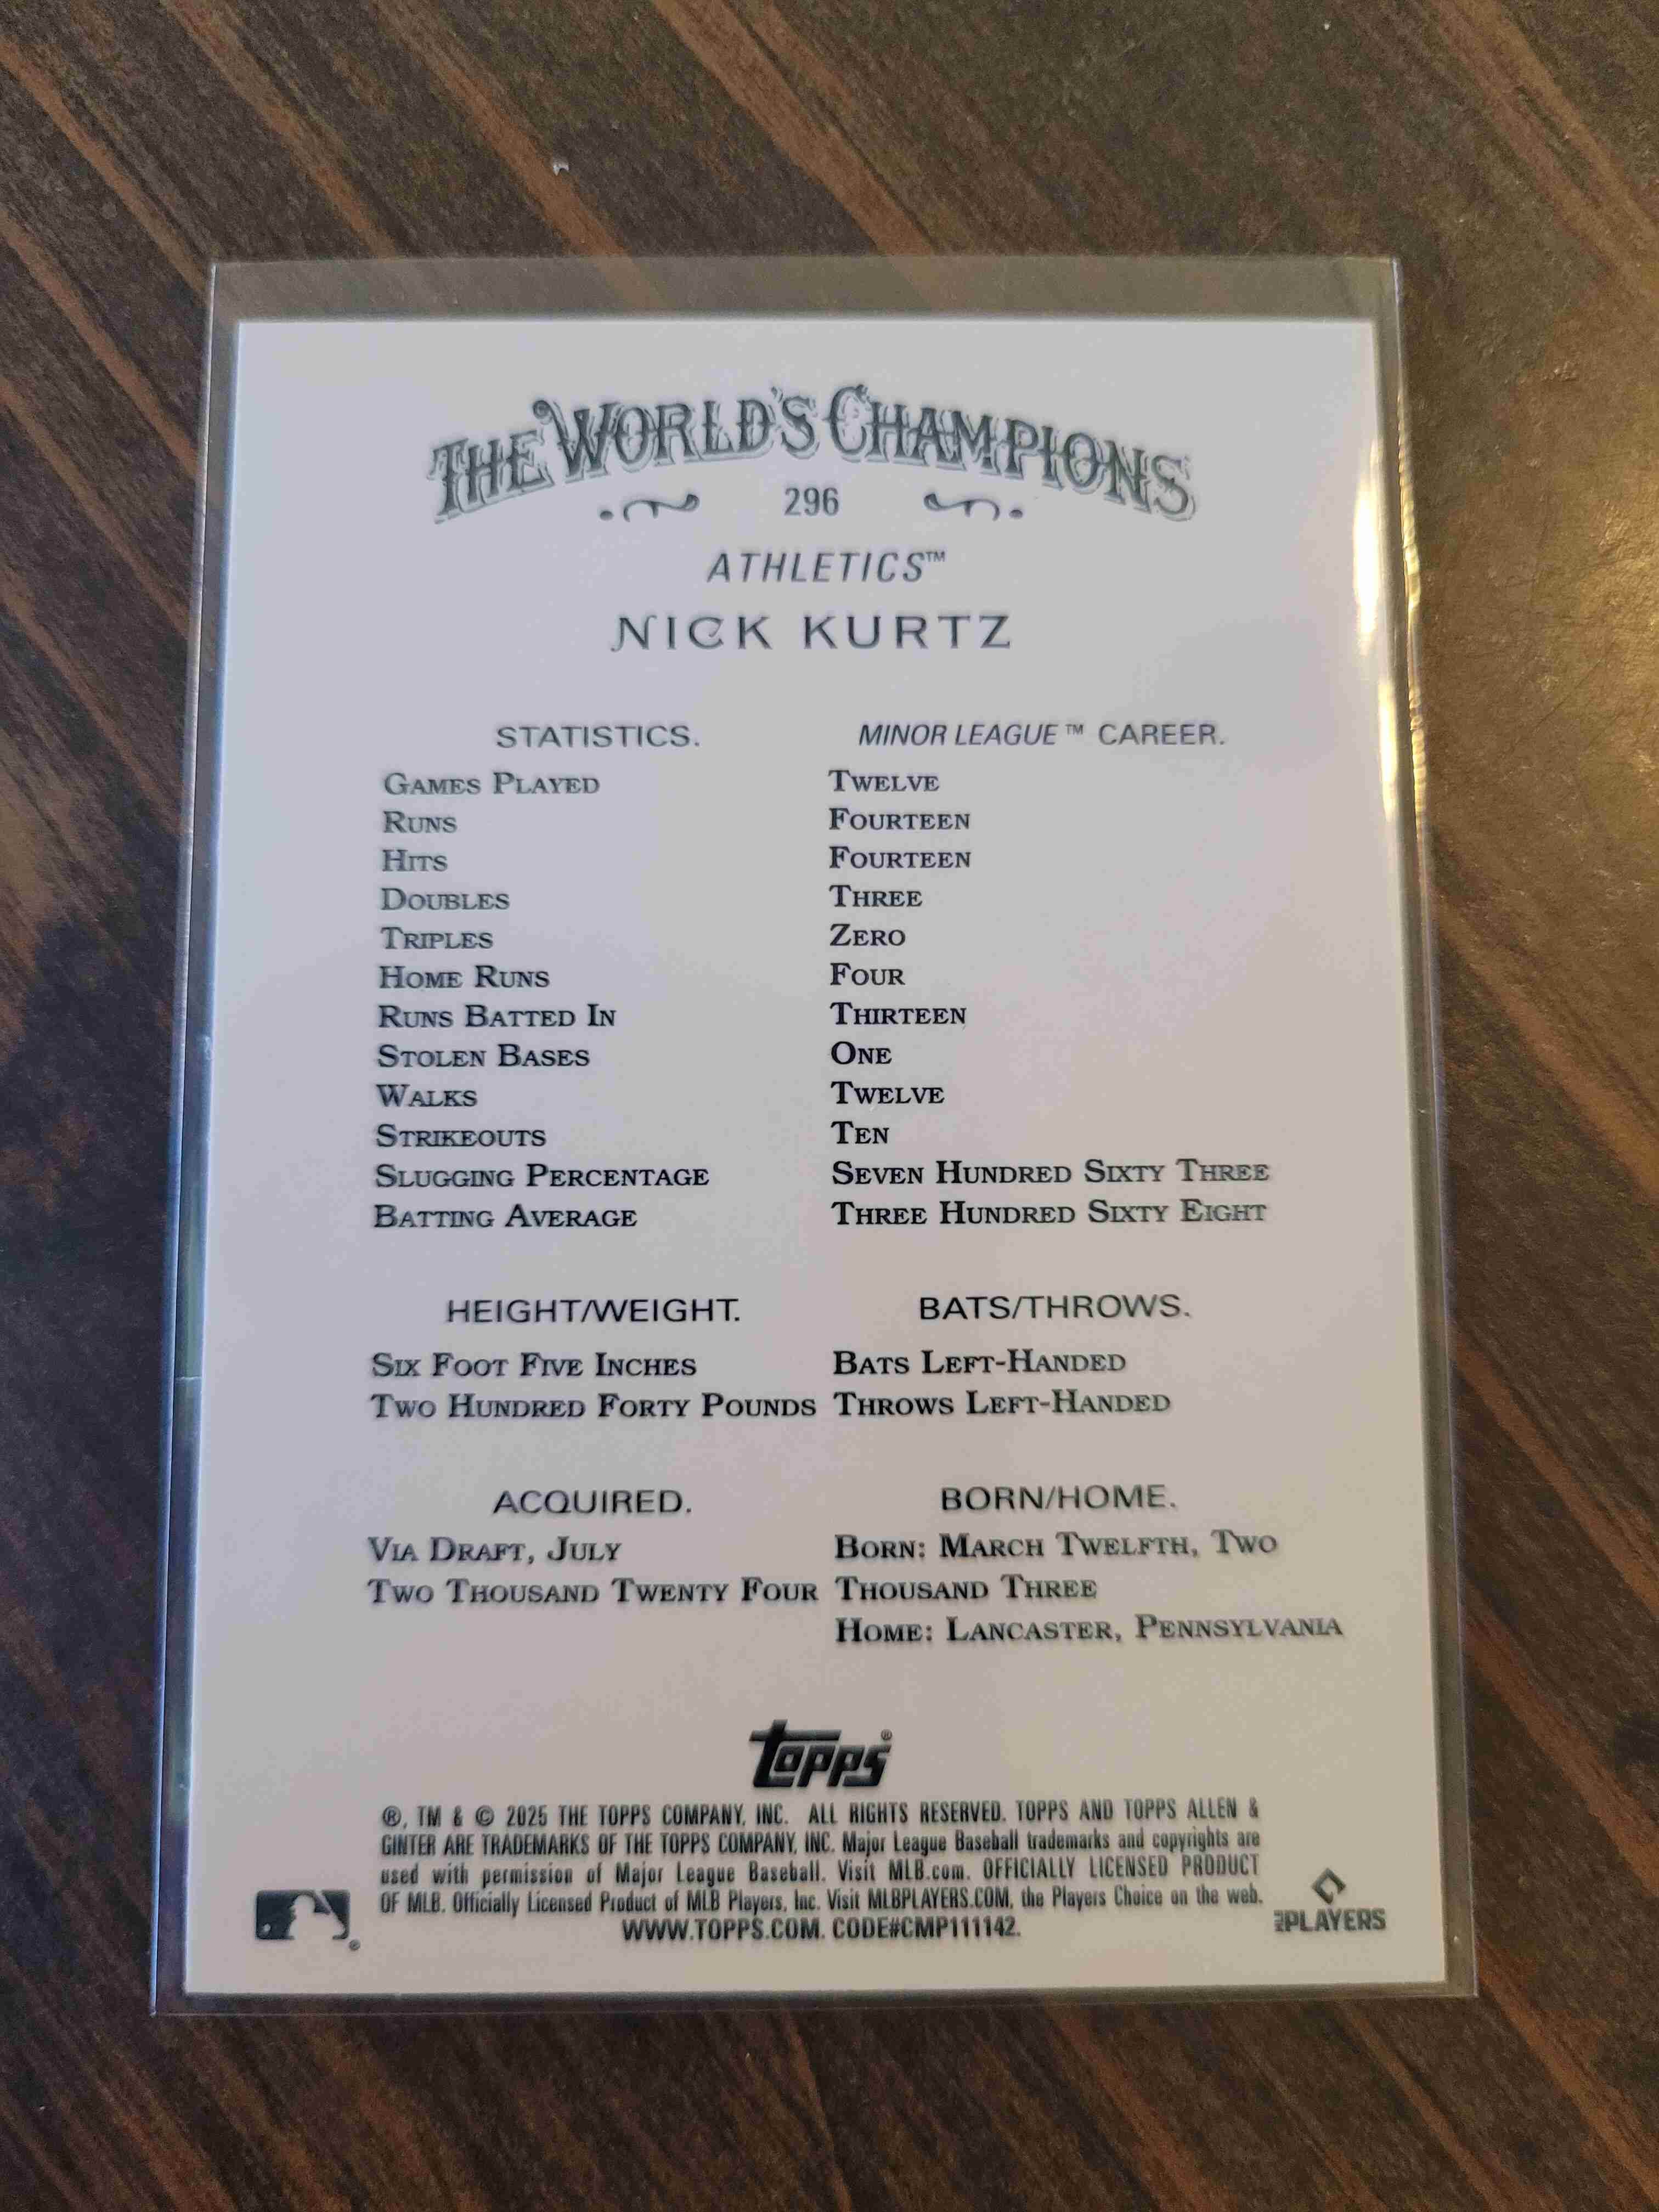 THE WORLD'S CHAMPIONS
296
ATHLETICS™
NICK KURTZ
STATISTICS. MINOR LEAGUE™ CAREER.
GAMES PLAYED TWELVE
RUNS FOURTEEN
HITS FOURTEEN
DOUBLES THREE
TRIPLES ZERO
HOME RUNS FOUR
RUNS BATTED IN THIRTEEN
STOLEN BASES ONE
WALKS TWELVE
STRIKEOUTS TEN
SLUGGING PERCENTAGE SEVEN HUNDRED SIXTY THREE
BATTING AVERAGE THREE HUNDRED SIXTY EIGHT
HEIGHT/WEIGHT.
SIX FOOT FIVE INCHES
TWO HUNDRED FORTY POUNDS
BATS/THROWS.
BATS LEFT-HANDED
THROWS LEFT-HANDED
ACQUIRED.
VIA DRAFT, JULY
TWO THOUSAND TWENTY FOUR
BORN/HOME.
BORN: MARCH TWELFTH, TWO
THOUSAND THREE
HOME: LANCASTER, PENNSYLVANIA
topps®
®, TM & © 2025 THE TOPPS COMPANY, INC. ALL RIGHTS RESERVED. TOPPS AND TOPPS ALLEN &
GINTER ARE TRADEMARKS OF THE TOPPS COMPANY, INC. Major League Baseball trademarks and copyrights are
used with permission of Major League Baseball. Visit MLB.com. OFFICIALLY LICENSED PRODUCT
OF MLB. Officially Licensed Product of MLB Players, Inc. Visit MLBPLAYERS.COM, the Players Choice on the web.
WWW.TOPPS.COM. CODE#CMP111142.
®
MLB PLAYERS